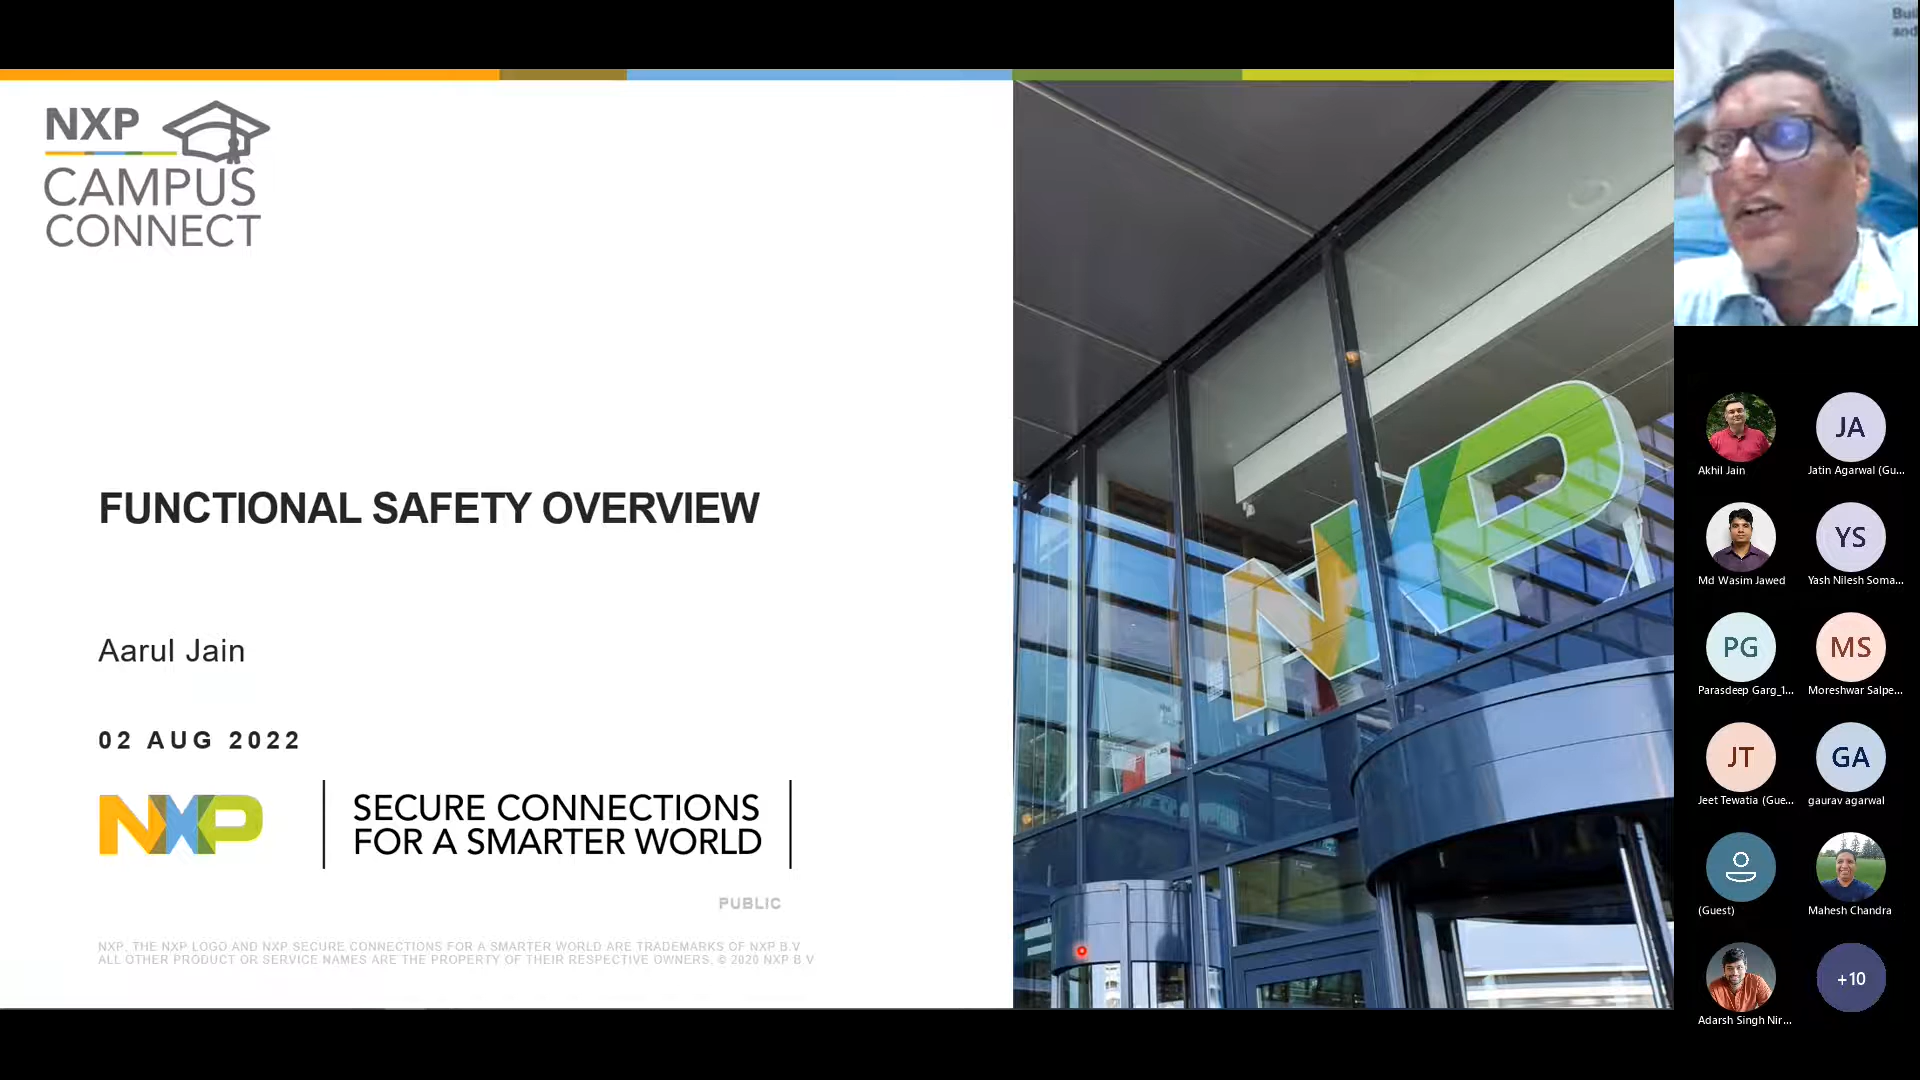 NXP
CAMPUS
CONNECT
FUNCTIONAL SAFETY OVERVIEW
Aarul Jain
02 AUG 2022
NXP
SECURE CONNECTIONS
FOR A SMARTER WORLD
PUBLIC
NXP, THE NXP LOGO AND NXP SECURE CONNECTIONS FOR A SMARTER WORLD ARE TRADEMARKS OF NXP B.V
ALL OTHER PRODUCT OR SERVICE NAMES ARE THE PROPERTY OF THEIR RESPECTIVE OWNERS. © 2020 NXP B.V
NXP
and
Akhil Jain
JA
Jatin Agarwal (Gu...
Md Wasim Jawed
YS
Yash Nilesh Soma...
PG
Parasdeep Garg_1...
MS
Moreshwar Salpe...
JT
Jeet Tewatia (Gue...
GA
gaurav agarwal
(Guest)
Mahesh Chandra
Adarsh Singh Nir...
+10